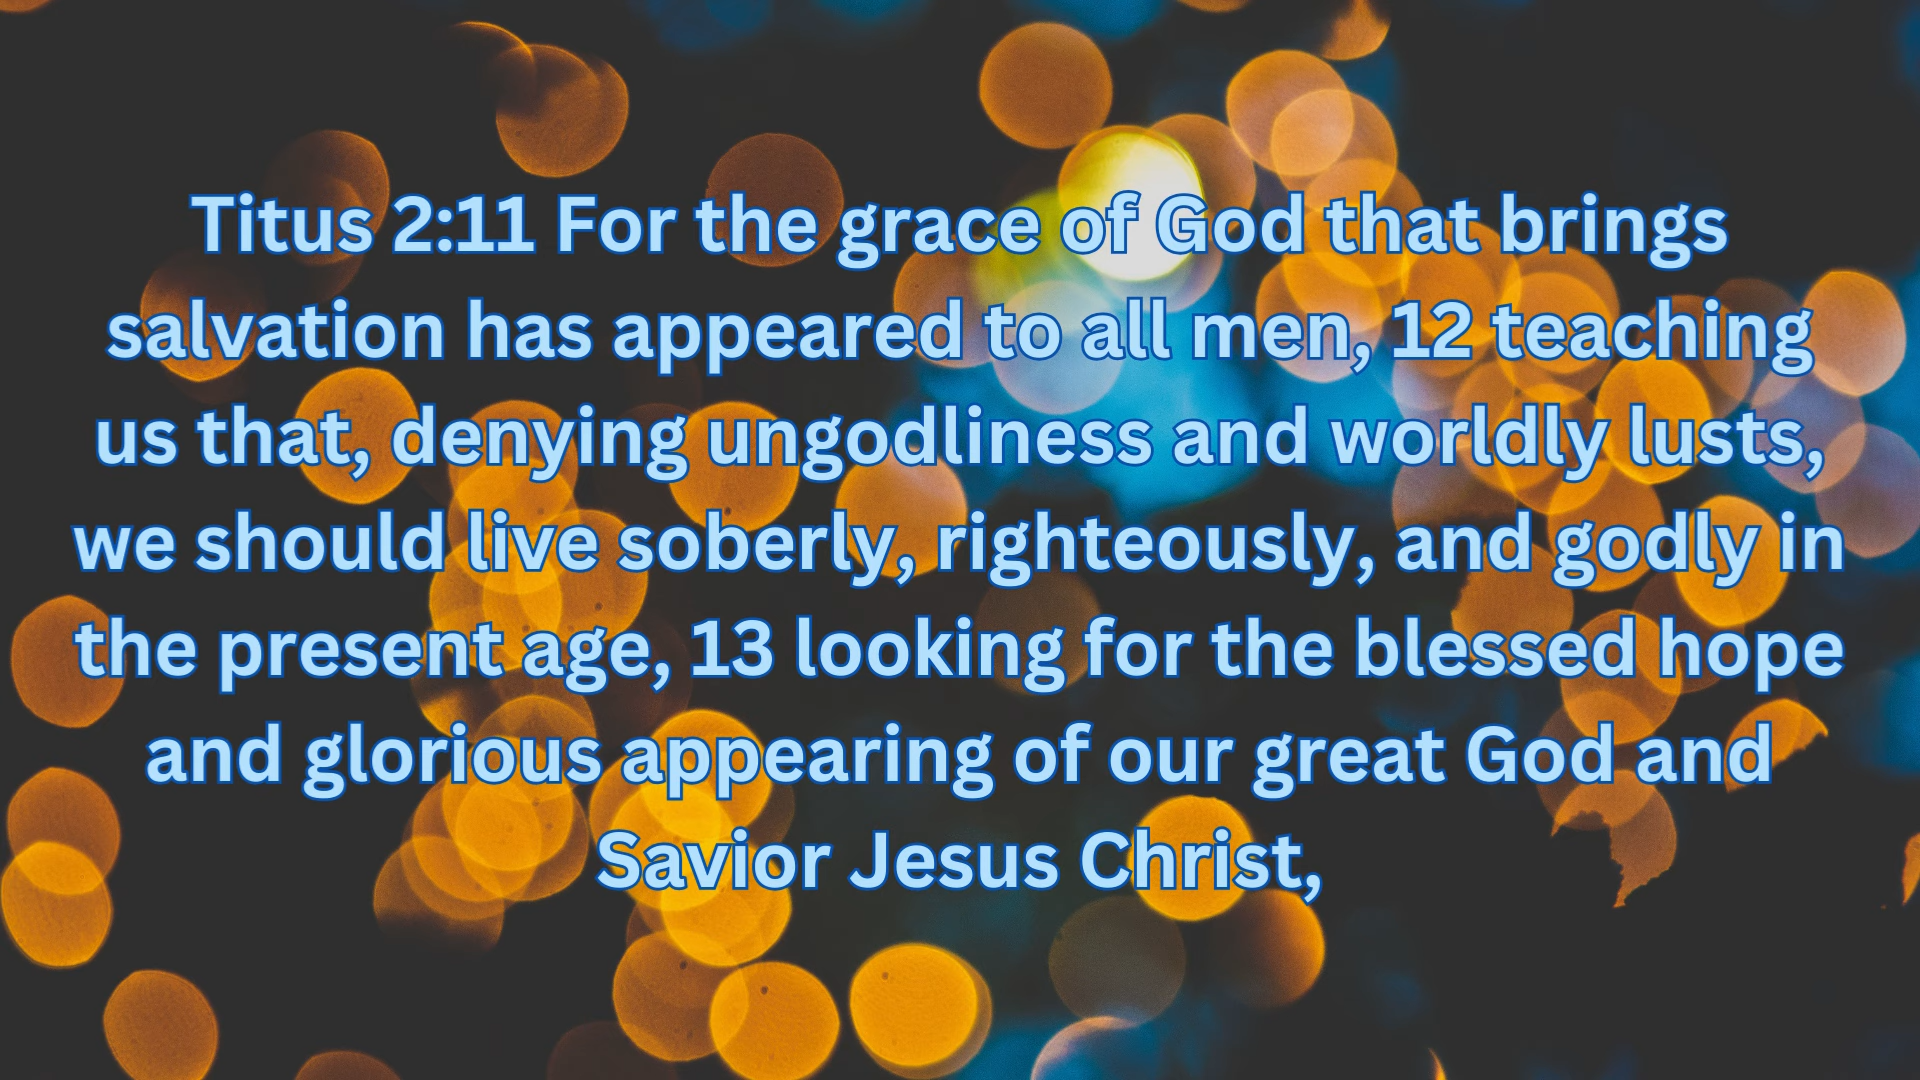 Titus 2:11 For the grace of God that brings
salvation has appeared to all men, 12 teaching
us that, denying ungodliness and worldly lusts,
we should live soberly, righteously, and godly in
the present age, 13 looking for the blessed hope
and glorious appearing of our great God and
Savior Jesus Christ,